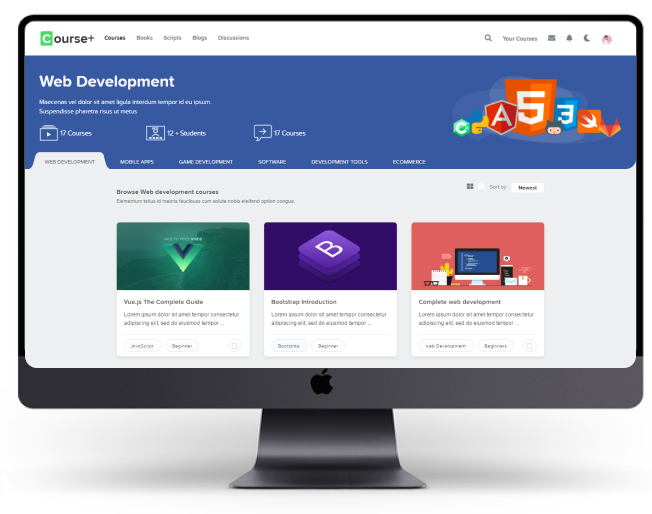 Course+ Courses Books Scripts Blogs Discussions Your Courses
Web Development
Maecenas vel dolor sit amet ligula interdum tempor id eu ipsum.
Suspendisse pharetra risus ut metus
17 Courses 12 + Students 17 Courses
WEB DEVELOPMENT MOBILE APPS GAME DEVELOPMENT SOFTWARE DEVELOPMENT TOOLS ECOMMERCE
Browse Web development courses
Sort by : Newest
Elementum tellus id mauris faucibuss cum soluta nobis eleifend option congue.
Vue.js The Complete Guide
Lorem ipsum dolor sit amet tempor consectetur
adipiscing elit, sed do eiusmod tempor ...
JavaScript Beginner
Bootstrap Introduction
Lorem ipsum dolor sit amet tempor consectetur
adipiscing elit, sed do eiusmod tempor ...
Bootstrap Beginner
Complete web development
Lorem ipsum dolor sit amet tempor consectetur
adipiscing elit, sed do eiusmod tempor ...
web Development Beginners